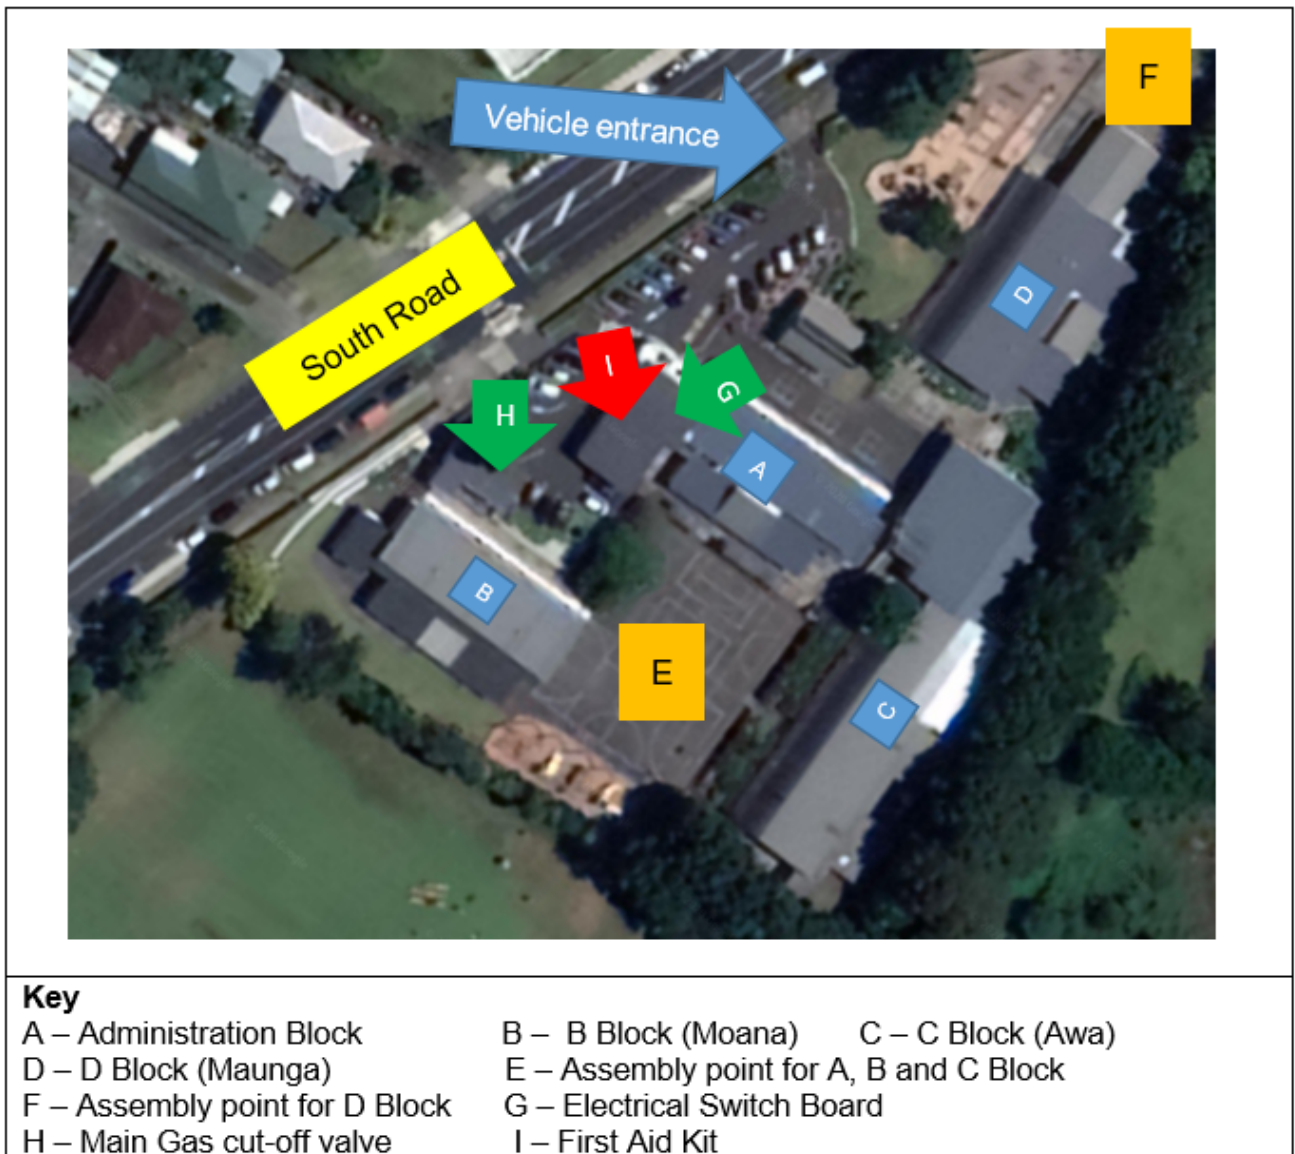 F
Vehicle entrance
D
South Road
I
G
H
A
B
E
C
Key
A – Administration Block B – B Block (Moana) C – C Block (Awa)
D – D Block (Maunga) E – Assembly point for A, B and C Block
F – Assembly point for D Block G – Electrical Switch Board
H – Main Gas cut-off valve I – First Aid Kit